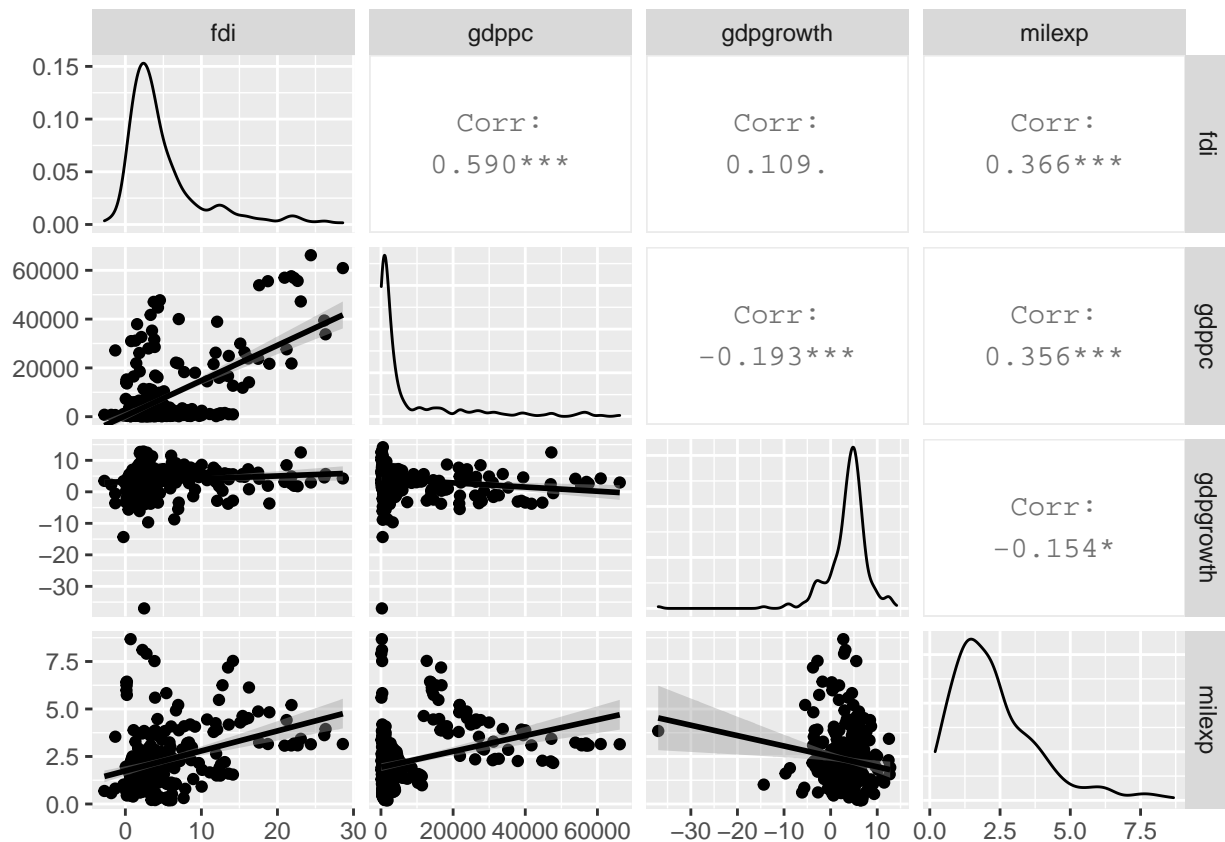 fdi
gdppc
gdpgrowth
milexp
0.15
0.10
0.05
0.00
Corr:
0.590***
Corr:
0.109.
Corr:
0.366***
fdi
60000
40000
20000
0
Corr:
−0.193***
Corr:
0.356***
gdppc
10
0
−10
−20
−30
Corr:
−0.154*
gdpgrowth
7.5
5.0
2.5
0.0
milexp
0 10 20 30
0 20000 40000 60000
−30 −20 −10 0 10
0.0 2.5 5.0 7.5